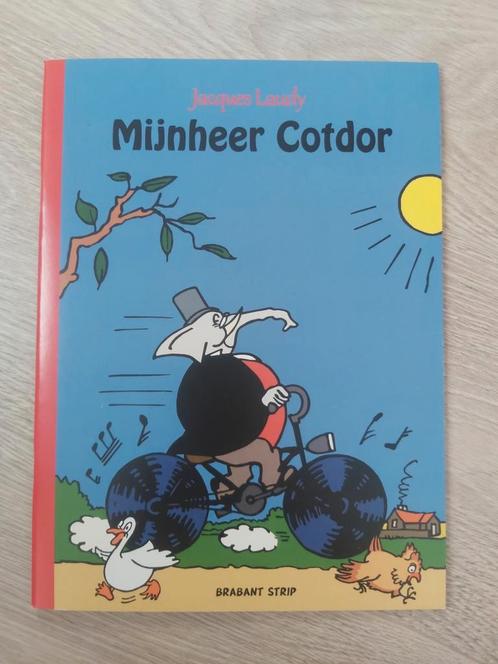 Jacques Laudy
Mijnheer Cotdor
BRABANT STRIP